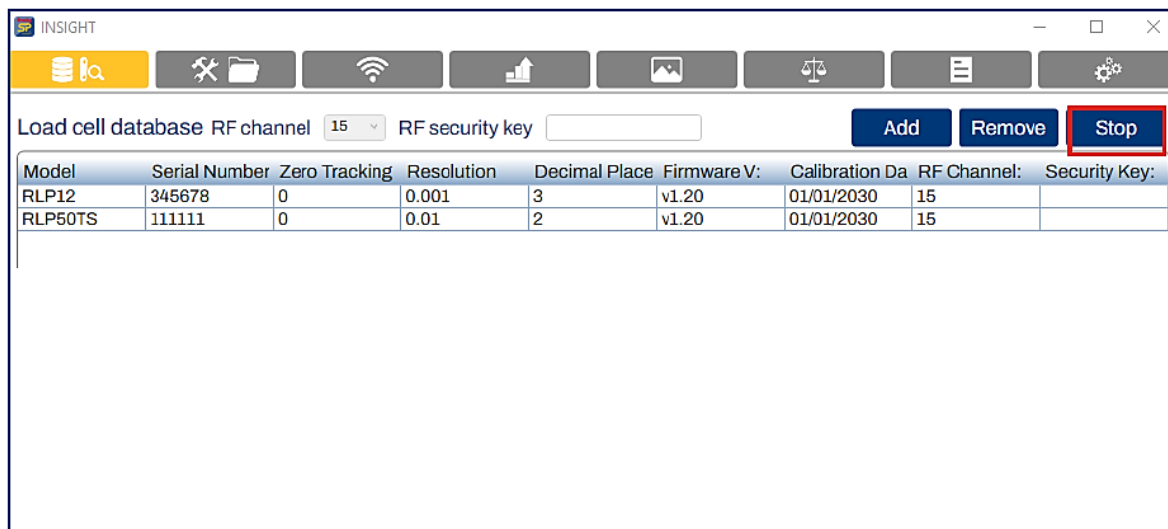 SP INSIGHT
Load cell database RF channel 15 RF security key Add Remove Stop
Model Serial Number Zero Tracking Resolution Decimal Place Firmware V: Calibration Da RF Channel: Security Key:
RLP12 345678 0 0.001 3 v1.20 01/01/2030 15
RLP50TS 111111 0 0.01 2 v1.20 01/01/2030 15